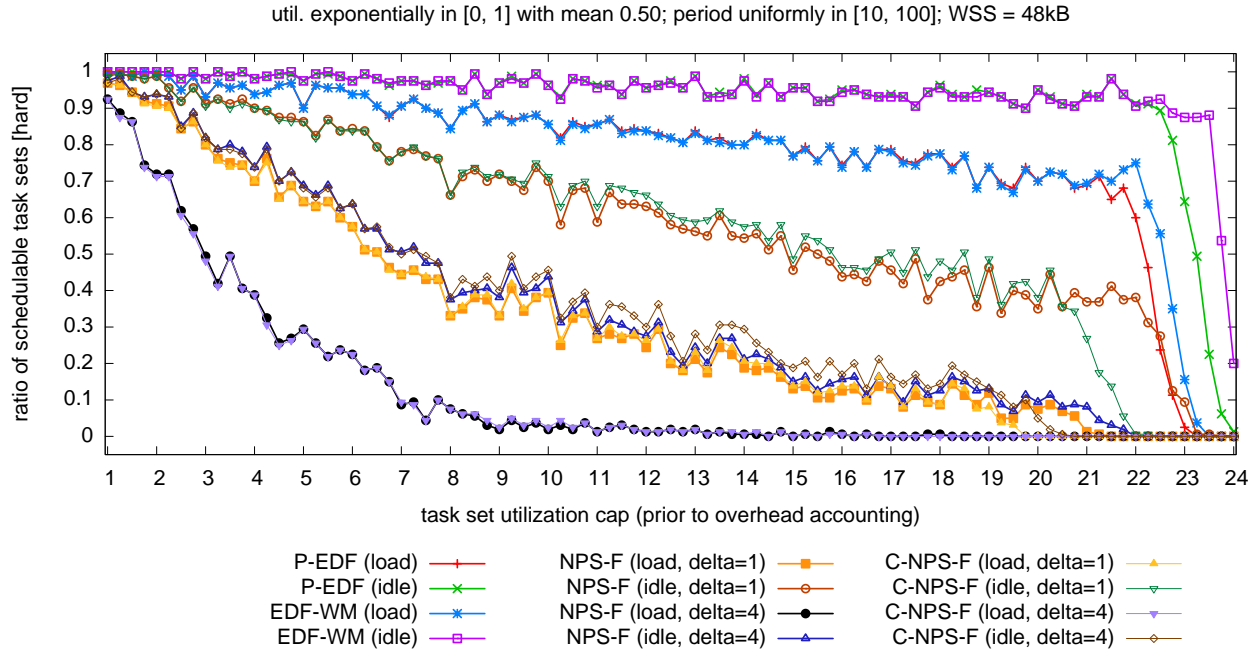 util. exponentially in [0, 1] with mean 0.50; period uniformly in [10, 100]; WSS = 48kB
ratio of schedulable task sets [hard]
1
0.9
0.8
0.7
0.6
0.5
0.4
0.3
0.2
0.1
0
1 2 3 4 5 6 7 8 9 10 11 12 13 14 15 16 17 18 19 20 21 22 23 24
task set utilization cap (prior to overhead accounting)
P-EDF (load) NPS-F (load, delta=1) C-NPS-F (load, delta=1)
P-EDF (idle) NPS-F (idle, delta=1) C-NPS-F (idle, delta=1)
EDF-WM (load) NPS-F (load, delta=4) C-NPS-F (load, delta=4)
EDF-WM (idle) NPS-F (idle, delta=4) C-NPS-F (idle, delta=4)